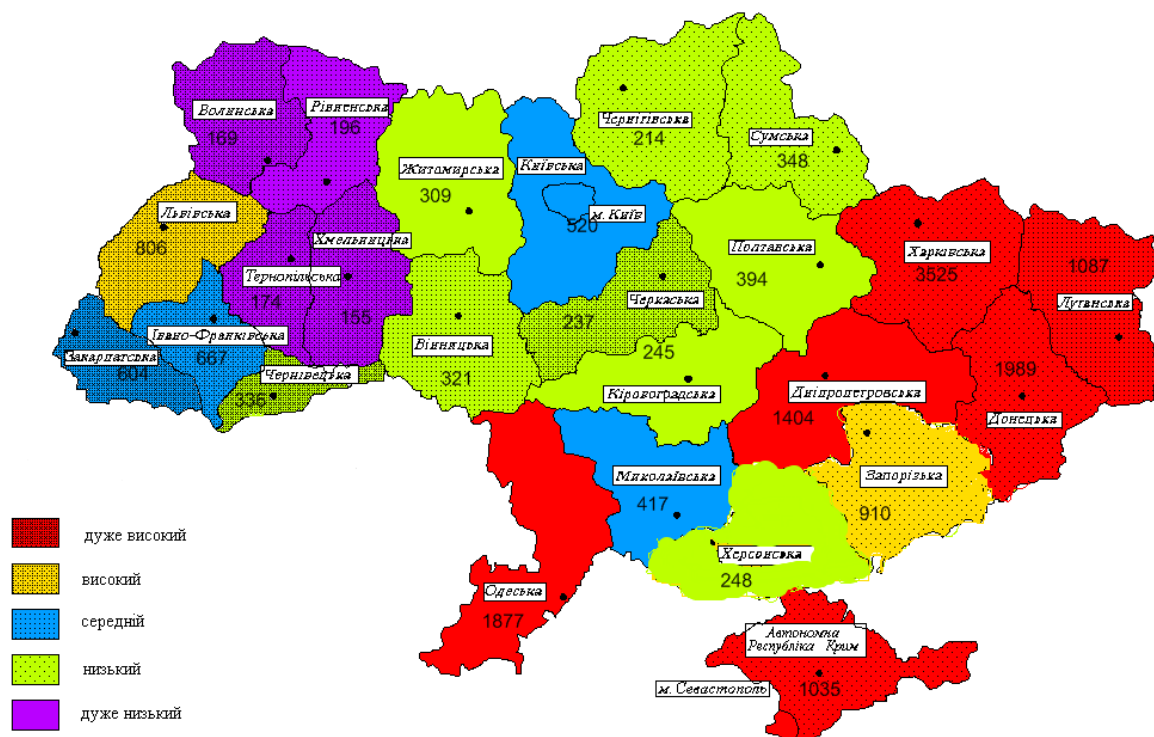 Волинська
169
Рівненська
196
Житомирська
309
Київська
м. Київ
520
Чернігівська
214
Сумська
348
Львівська
806
Хмельницька
155
Тернопільська
174
Івано-Франківська
667
Закарпатська
604
Чернівецька
336
Вінницька
321
Черкаська
237
245
Кіровоградська
Полтавська
394
Харківська
3525
1087
Луганська
1989
Донецька
Дніпропетровська
1404
Запорізька
910
Миколаївська
417
Херсонська
248
Одеська
1877
Автономна
Республіка Крим
1035
м. Севастополь
дуже високий
високий
середній
низький
дуже низький